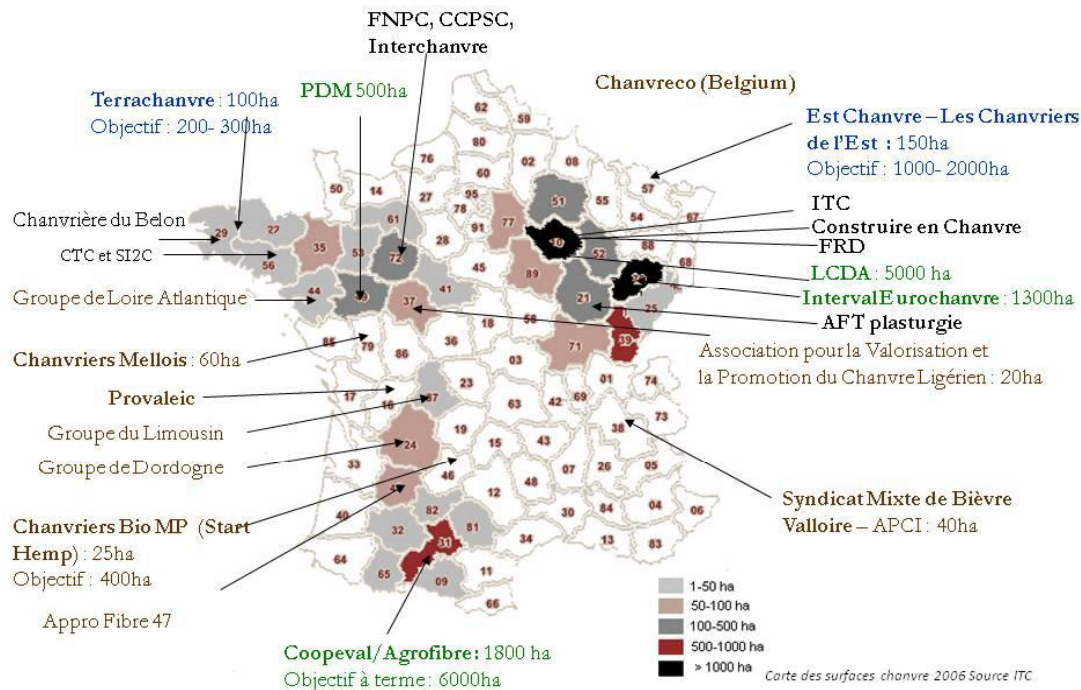 FNPC, CCPSC,
Interchanvre
Chanvreco (Belgium)
PDM 500ha
Terrachanvre : 100ha
Objectif : 200- 300ha
Est Chanvre – Les Chanvriers
de l'Est : 150ha
Objectif : 1000- 2000ha
ITC
Construire en Chanvre
FRD
LCDA : 5000 ha
IntervalEurochanvre : 1300ha
AFT plasturgie
Association pour la Valorisation et
la Promotion du Chanvre Ligérien : 20ha
Chanvrière du Belon
CTC et SI2C
Groupe de Loire Atlantique
Chanvriers Mellois : 60ha
Provaleic
Groupe du Limousin
Groupe de Dordogne
Chanvriers Bio MP (Start
Hemp) : 25ha
Objectif : 400ha
Appro Fibre 47
Syndicat Mixte de Bièvre
Valloire – APCI : 40ha
Coopeval/Agrofibre: 1800 ha
Objectif à terme : 6000ha
62
59
80
76
02
08
60
50
14
27
95
78
91
77
51
55
57
54
67
88
68
61
28
10
52
29
22
35
53
72
56
45
89
44
37
41
21
25
39
85
79
86
36
18
58
71
03
01
74
17
16
87
23
63
42
69
73
38
24
19
15
43
33
46
48
07
26
05
12
40
32
82
81
30
84
04
06
34
13
83
31
64
65
09
11
66
1-50 ha
50-100 ha
100-500 ha
500-1000 ha
> 1000 ha
Carte des surfaces chanvre 2006 Source ITC